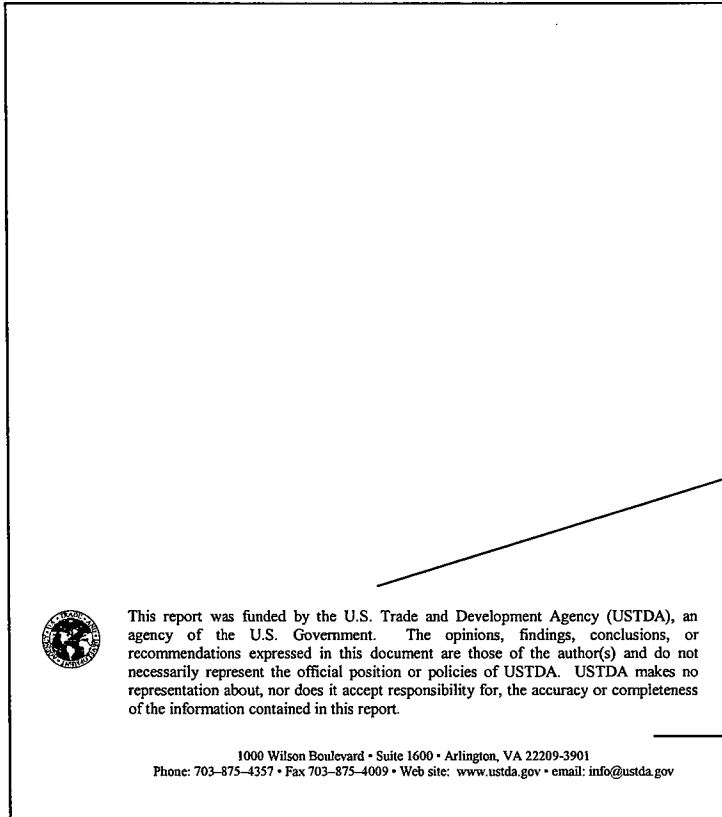 This report was funded by the U.S. Trade and Development Agency (USTDA), an
agency of the U.S. Government. The opinions, findings, conclusions, or
recommendations expressed in this document are those of the author(s) and do not
necessarily represent the official position or policies of USTDA. USTDA makes no
representation about, nor does it accept responsibility for, the accuracy or completeness
of the information contained in this report.
1000 Wilson Boulevard • Suite 1600 • Arlington, VA 22209-3901
Phone: 703–875–4357 • Fax 703–875–4009 • Web site: www.ustda.gov • email: info@ustda.gov